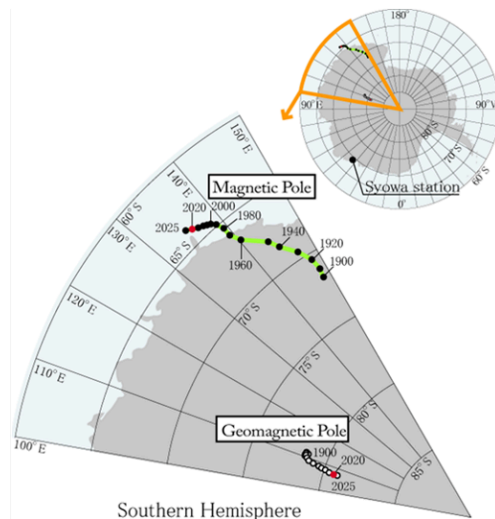 180°
90°E
90°W
80°S
70°S
60°S
Syowa station
0°
150°E
140°E
Magnetic Pole
60°S
2020
2000
130°E
2025
1980
65°S
1940
1920
1960
1900
120°E
70°S
110°E
75°S
80°S
Geomagnetic Pole
100°E
1900
2020
85°S
2025
Southern Hemisphere